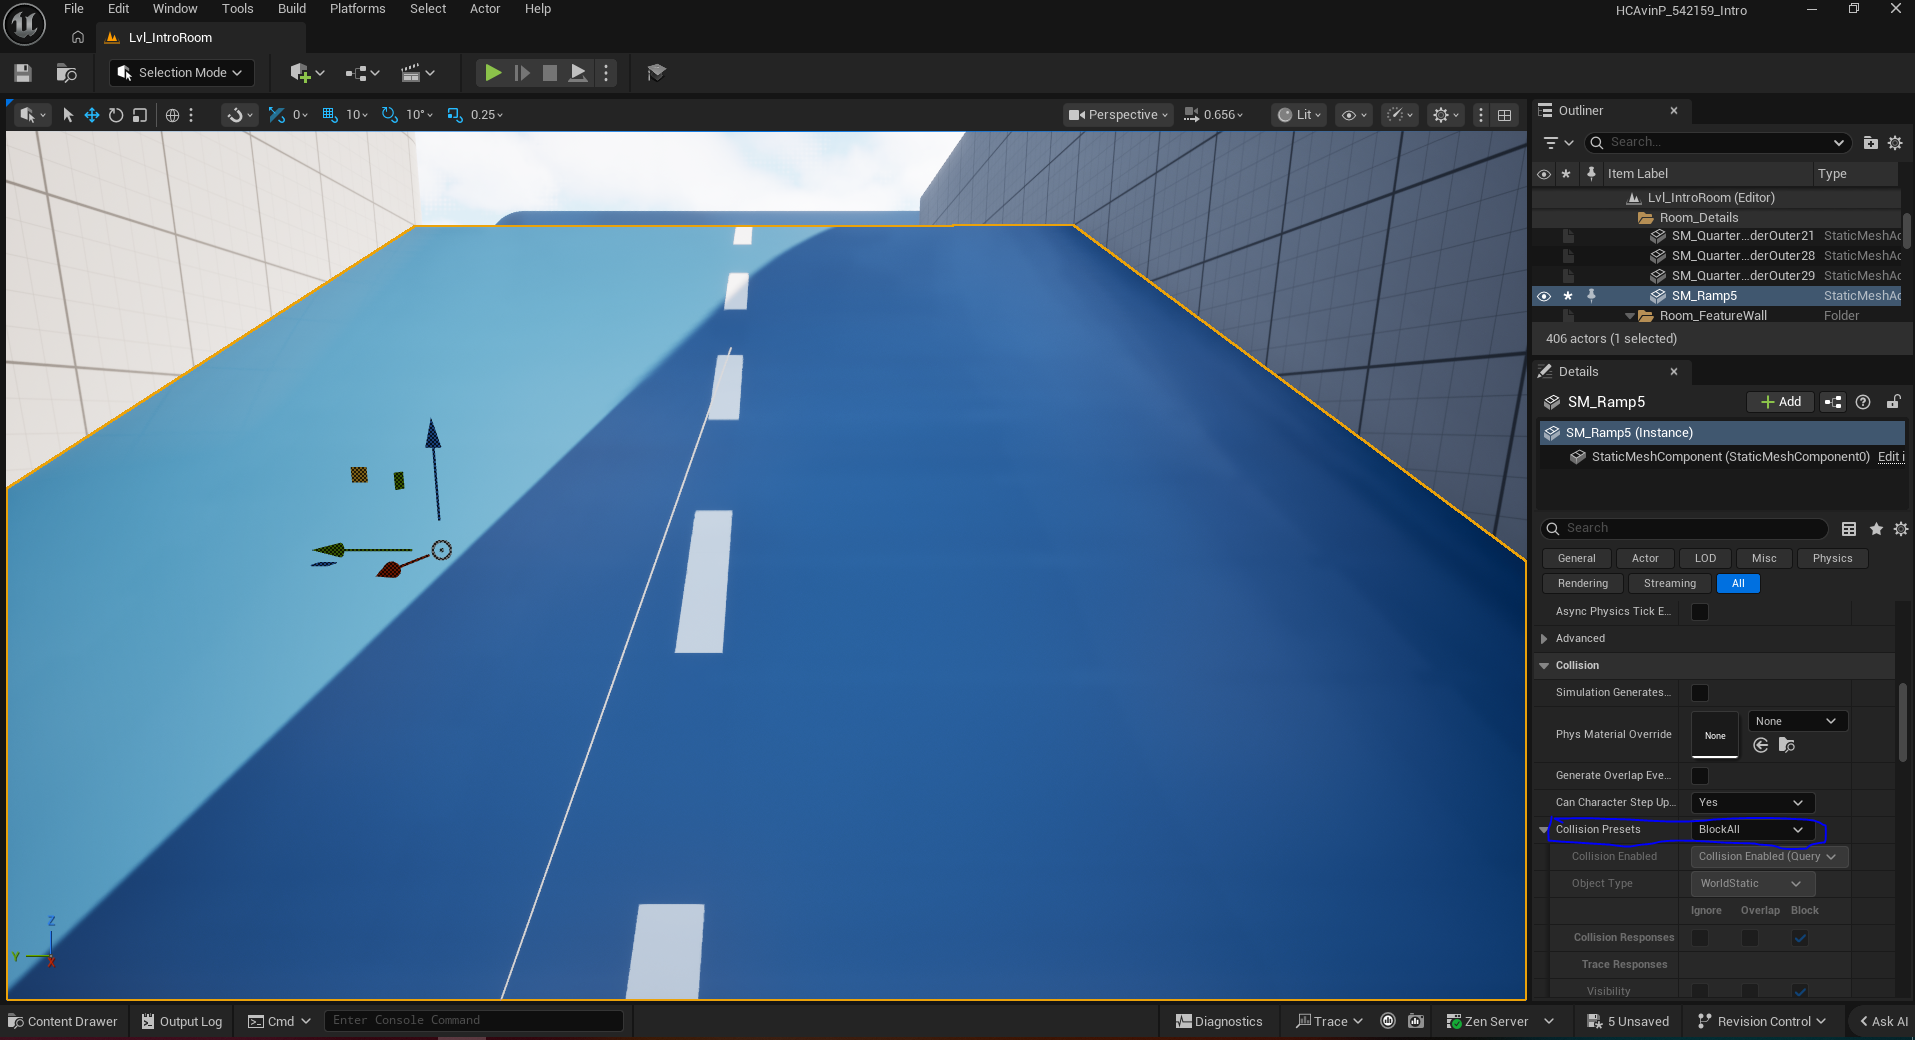 File Edit Window Tools Build Platforms Select Actor Help
HCAvinP_542159_Intro
Lvl_IntroRoom
Selection Mode
0 10 10° 0.25
Perspective 0.656 Lit
Outliner
Search...
Item Label Type
Lvl_IntroRoom (Editor)
Room_Details
SM_Quarter...derOuter21 StaticMeshAc
SM_Quarter...derOuter28 StaticMeshAc
SM_Quarter...derOuter29 StaticMeshAc
SM_Ramp5 StaticMeshAc
Room_FeatureWall Folder
406 actors (1 selected)
Details
SM_Ramp5
Add
SM_Ramp5 (Instance)
StaticMeshComponent (StaticMeshComponent0) Edit i
Search
General Actor LOD Misc Physics
Rendering Streaming All
Async Physics Tick E...
Advanced
Collision
Simulation Generates...
Phys Material Override None None
Generate Overlap Eve...
Can Character Step Up... Yes
Collision Presets BlockAll
Collision Enabled Collision Enabled (Query
Object Type WorldStatic
Ignore Overlap Block
Collision Responses
Trace Responses
Visibility
Z
Y
X
Content Drawer Output Log Cmd Enter Console Command Diagnostics Trace Zen Server 5 Unsaved Revision Control Ask AI